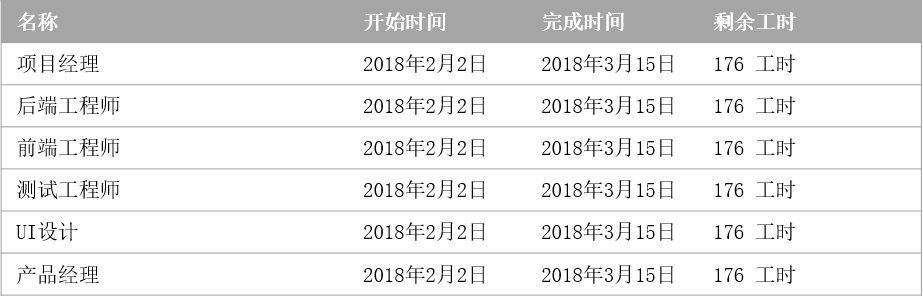 名称 开始时间 完成时间 剩余工时
项目经理 2018年2月2日 2018年3月15日 176 工时
后端工程师 2018年2月2日 2018年3月15日 176 工时
前端工程师 2018年2月2日 2018年3月15日 176 工时
测试工程师 2018年2月2日 2018年3月15日 176 工时
UI设计 2018年2月2日 2018年3月15日 176 工时
产品经理 2018年2月2日 2018年3月15日 176 工时